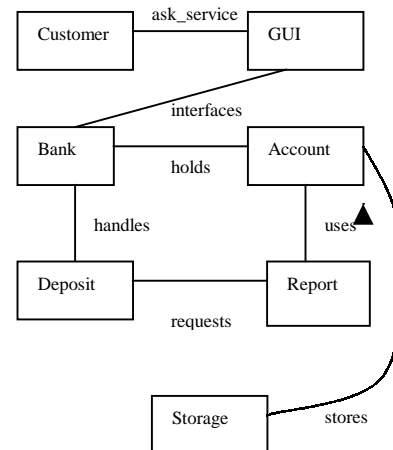 ask_service
Customer
GUI
interfaces
Bank
Account
holds
handles
uses
Deposit
Report
requests
Storage
stores